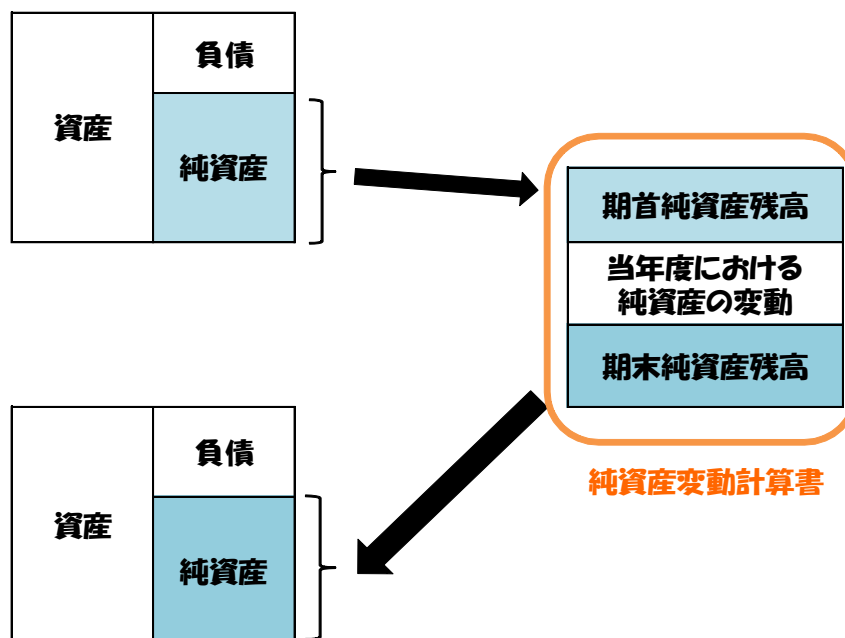 負債
資産
純資産
期首純資産残高
当年度における
純資産の変動
期末純資産残高
純資産変動計算書
負債
資産
純資産